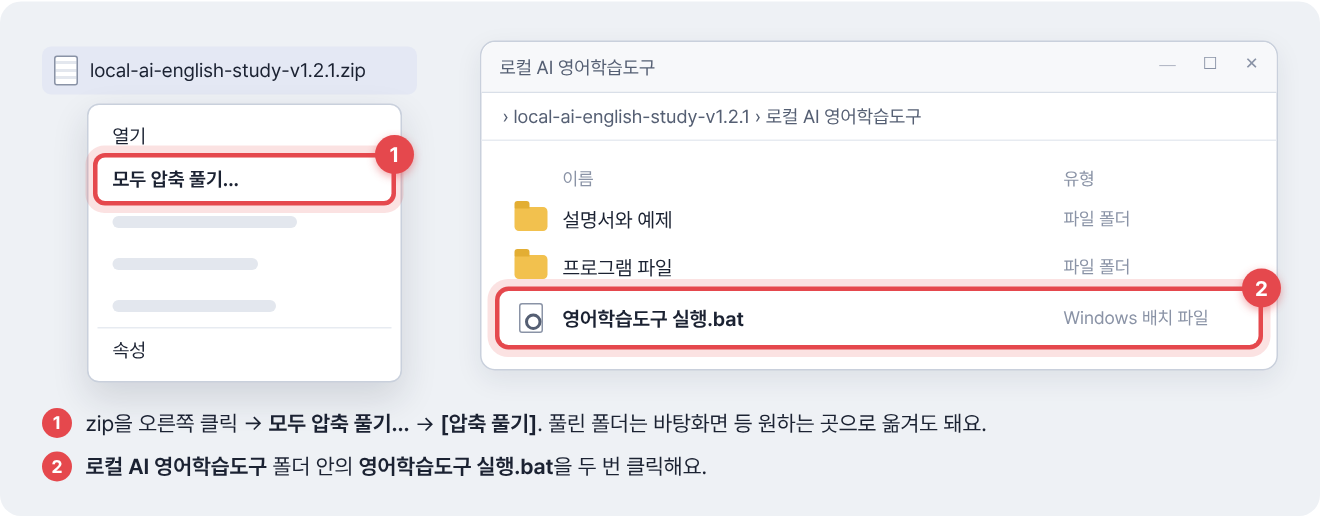 local-ai-english-study-v1.2.1.zip
열기
모두 압축 풀기...
1
속성
로컬 AI 영어학습도구
› local-ai-english-study-v1.2.1 › 로컬 AI 영어학습도구
이름 유형
설명서와 예제 파일 폴더
프로그램 파일 파일 폴더
2
영어학습도구 실행.bat Windows 배치 파일
1 zip을 오른쪽 클릭 → 모두 압축 풀기... → [압축 풀기]. 풀린 폴더는 바탕화면 등 원하는 곳으로 옮겨도 돼요.
2 로컬 AI 영어학습도구 폴더 안의 영어학습도구 실행.bat을 두 번 클릭해요.